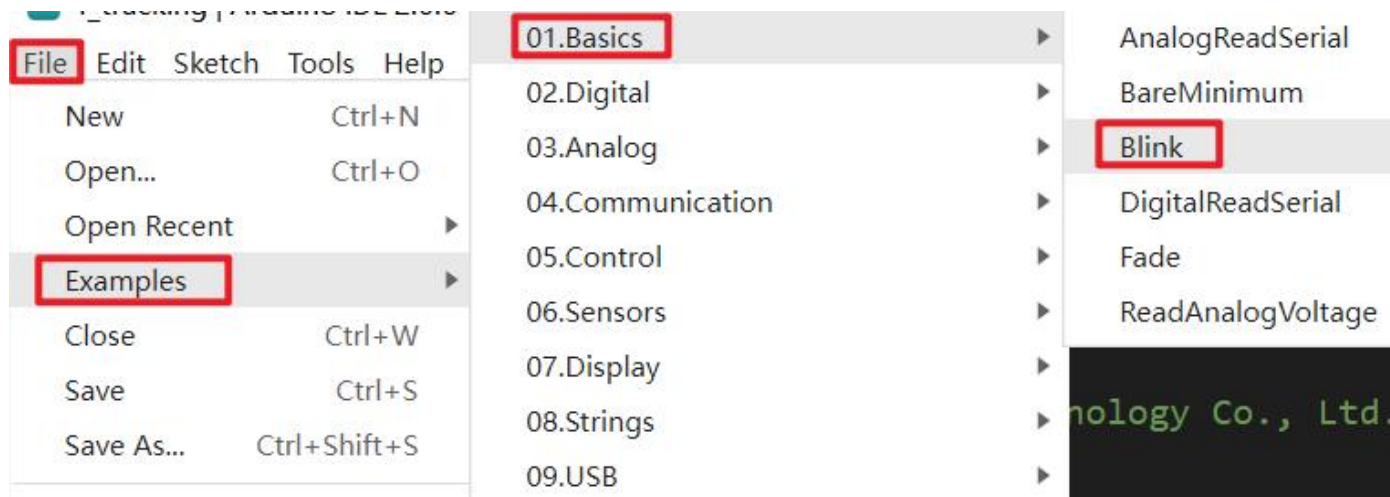 File Edit Sketch Tools Help
New Ctrl+N
Open... Ctrl+O
Open Recent
Examples
Close Ctrl+W
Save Ctrl+S
Save As... Ctrl+Shift+S
01.Basics
02.Digital
03.Analog
04.Communication
05.Control
06.Sensors
07.Display
08.Strings
09.USB
AnalogReadSerial
BareMinimum
Blink
DigitalReadSerial
Fade
ReadAnalogVoltage
nology Co., Ltd.